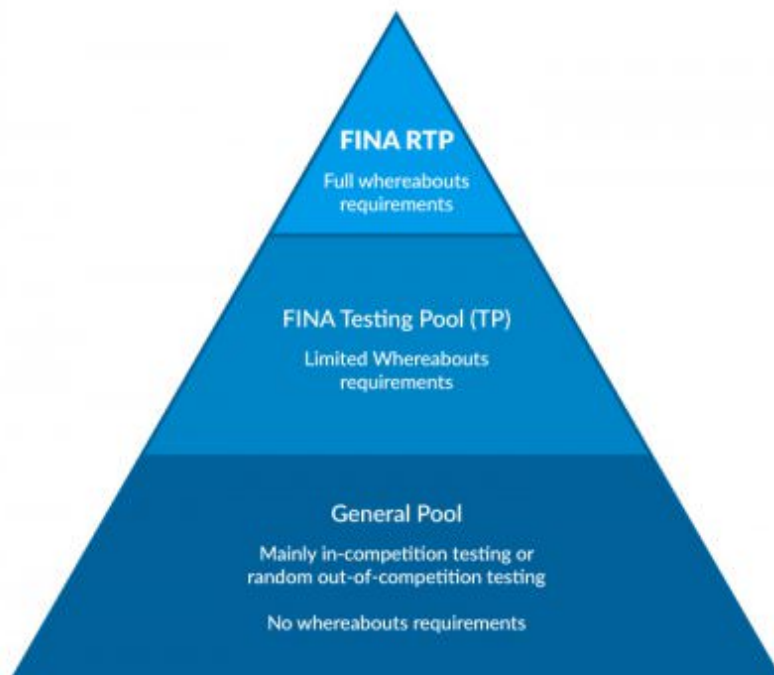 FINA RTP
Full whereabouts
requirements
FINA Testing Pool (TP)
Limited Whereabouts
requirements
General Pool
Mainly in-competition testing or
random out-of-competition testing
No whereabouts requirements